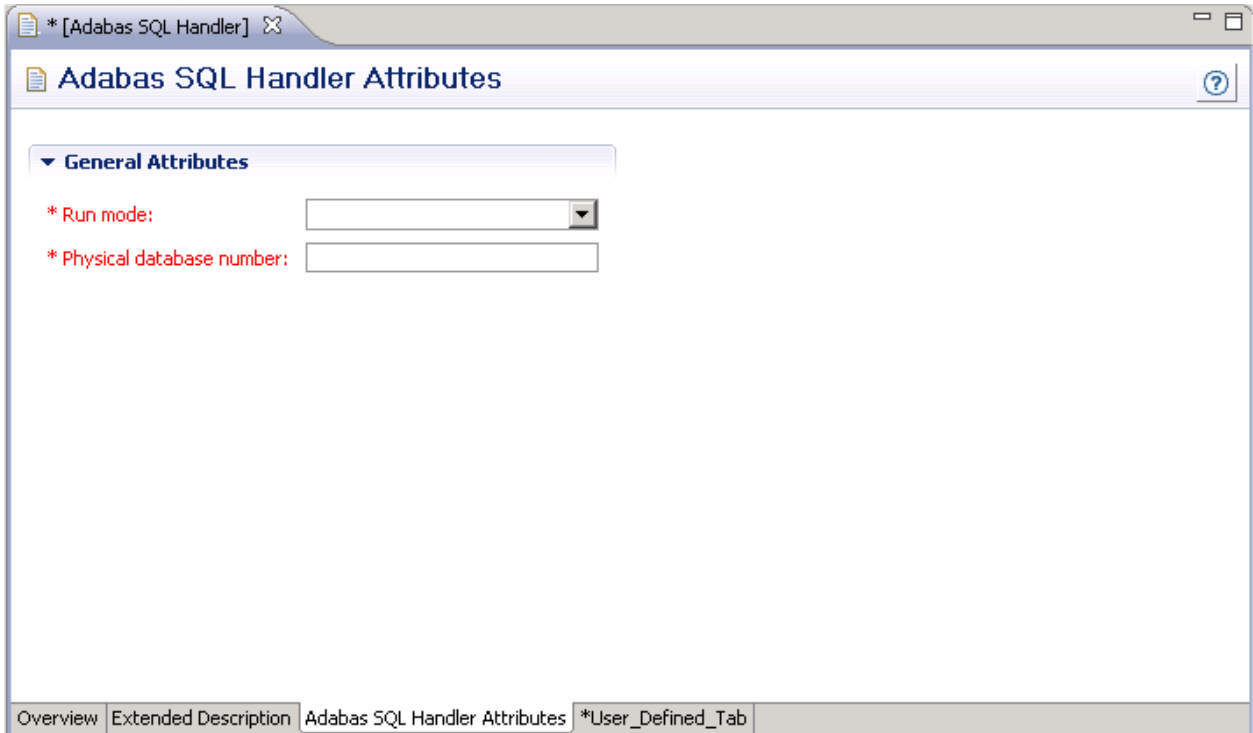 * [Adabas SQL Handler]
Adabas SQL Handler Attributes
General Attributes
* Run mode:
* Physical database number:
Overview Extended Description Adabas SQL Handler Attributes *User_Defined_Tab